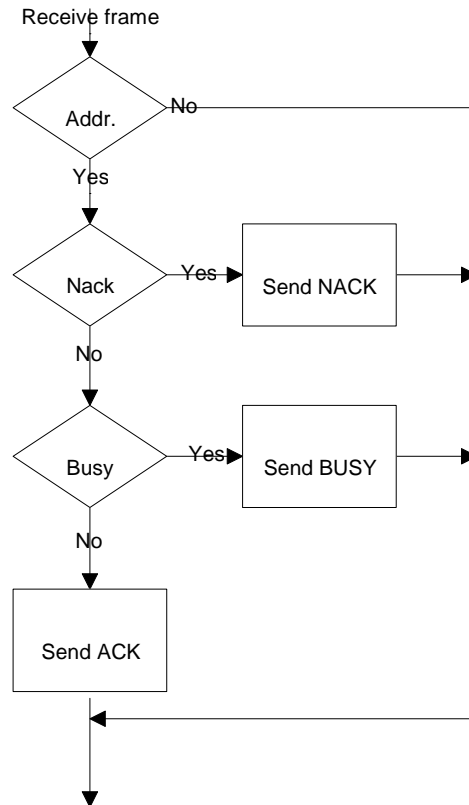 Receive frame
Addr.
No
Yes
Nack
Yes
Send NACK
No
Busy
Yes
Send BUSY
No
Send ACK